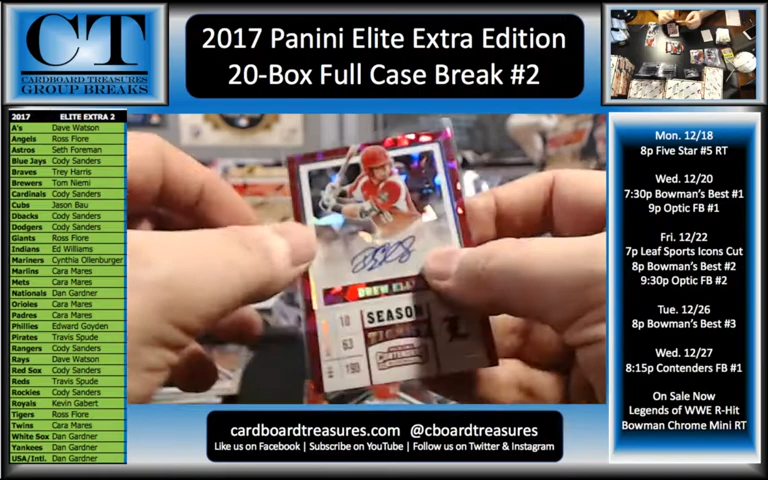 CT
CARDBOARD TREASURES
GROUP BREAKS
2017 Panini Elite Extra Edition
20-Box Full Case Break #2
2017 ELITE EXTRA 2
A's Dave Watson
Angels Ross Flore
Astros Seth Foreman
Blue Jays Cody Sanders
Braves Trey Harris
Brewers Tom Niemi
Cardinals Cody Sanders
Cubs Jason Bau
Dbacks Cody Sanders
Dodgers Cody Sanders
Giants Ross Flore
Indians Ed Williams
Mariners Cynthia Ollenburger
Marlins Cara Mares
Mets Cara Mares
Nationals Dan Gardner
Orioles Cara Mares
Padres Cara Mares
Phillies Edward Goyden
Pirates Travis Spude
Rangers Cody Sanders
Rays Dave Watson
Red Sox Cody Sanders
Reds Travis Spude
Rockies Cody Sanders
Royals Kevin Gabert
Tigers Ross Flore
Twins Cara Mares
White Sox Dan Gardner
Yankees Dan Gardner
USA/Intl. Dan Gardner
DREW
10
63
190
SEASON
TICKET
CONTENDERS
Mon. 12/18
8p Five Star #5 RT
Wed. 12/20
7:30p Bowman's Best #1
9p Optic FB #1
Fri. 12/22
7p Leaf Sports Icons Cut
8p Bowman's Best #2
9:30p Optic FB #2
Tue. 12/26
8p Bowman's Best #3
Wed. 12/27
8:15p Contenders FB #1
On Sale Now
Legends of WWE R-Hit
Bowman Chrome Mini RT
cardboardtreasures.com @cboardtreasures
Like us on Facebook | Subscribe on YouTube | Follow us on Twitter & Instagram